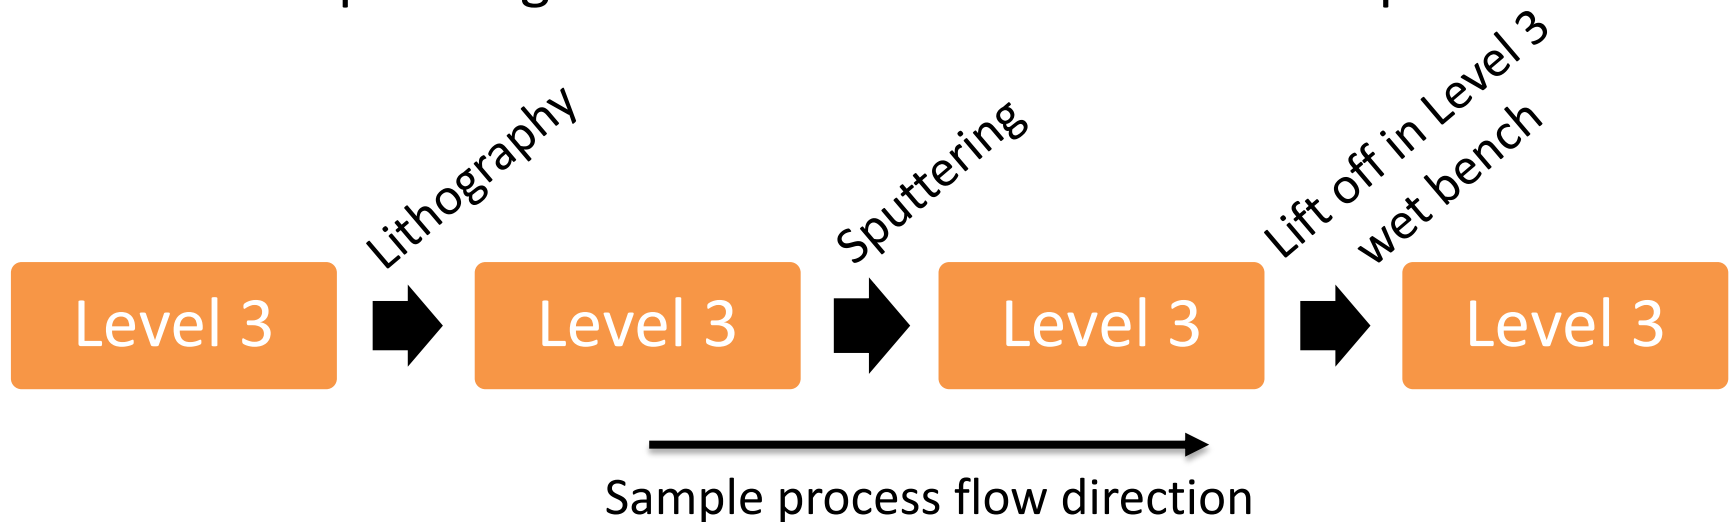 Lithography
Sputtering
Lift off in Level 3
wet bench
Level 3
Level 3
Level 3
Level 3
Sample process flow direction